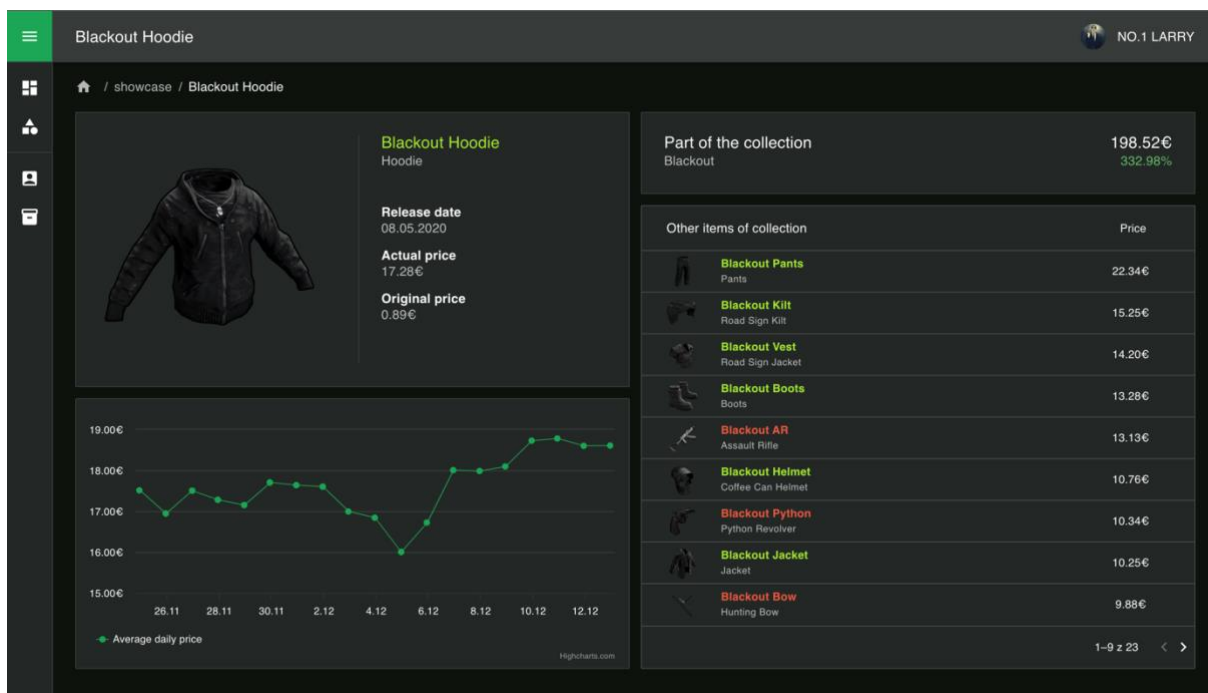 Blackout Hoodie
NO.1 LARRY
/ showcase / Blackout Hoodie
Blackout Hoodie
Hoodie
Release date
08.05.2020
Actual price
17.28€
Original price
0.89€
19.00€
18.00€
17.00€
16.00€
15.00€
26.11 28.11 30.11 2.12 4.12 6.12 8.12 10.12 12.12
Average daily price
Highcharts.com
Part of the collection 198.52€
Blackout 332.98%
Other items of collection Price
Blackout Pants
Pants
22.34€
Blackout Kilt
Road Sign Kilt
15.25€
Blackout Vest
Road Sign Jacket
14.20€
Blackout Boots
Boots
13.28€
Blackout AR
Assault Rifle
13.13€
Blackout Helmet
Coffee Can Helmet
10.76€
Blackout Python
Python Revolver
10.34€
Blackout Jacket
Jacket
10.25€
Blackout Bow
Hunting Bow
9.88€
1–9 z 23